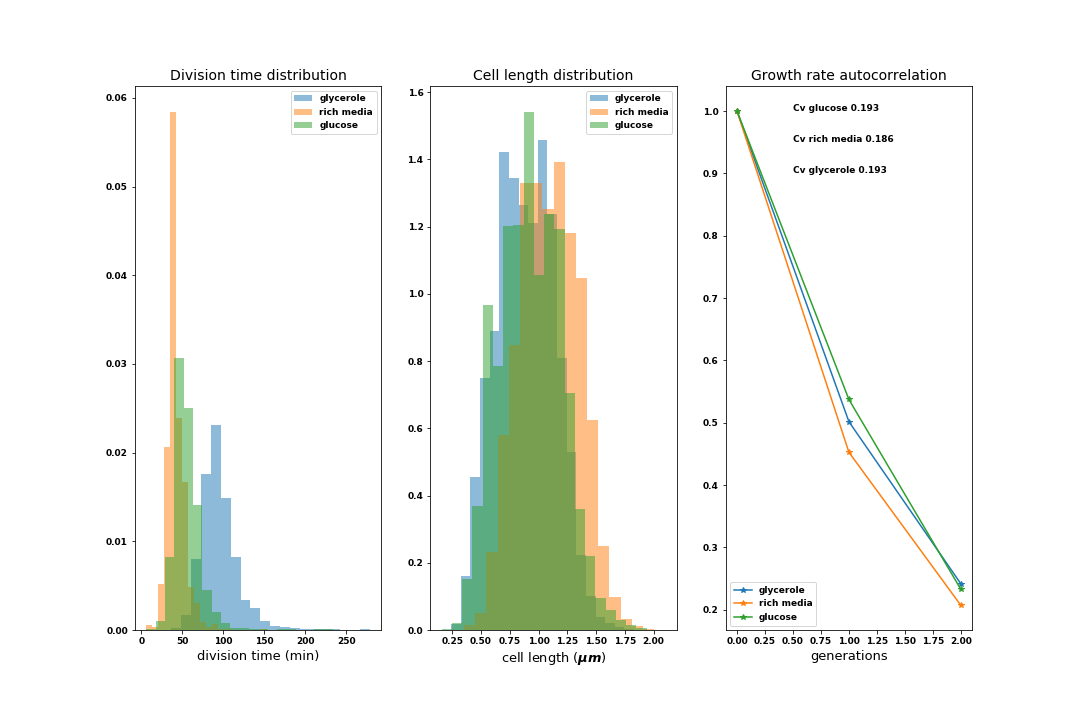 Division time distribution
0.06
0.05
0.04
0.03
0.02
0.01
0.00
0 50 100 150 200 250
division time (min)
glycerole
rich media
glucose
Cell length distribution
1.6
1.4
1.2
1.0
0.8
0.6
0.4
0.2
0.0
0.25 0.50 0.75 1.00 1.25 1.50 1.75 2.00
cell length (μm)
glycerole
rich media
glucose
Growth rate autocorrelation
1.0
0.9
0.8
0.7
0.6
0.5
0.4
0.3
0.2
0.00 0.25 0.50 0.75 1.00 1.25 1.50 1.75 2.00
generations
Cv glucose 0.193
Cv rich media 0.186
Cv glycerole 0.193
glycerole
rich media
glucose